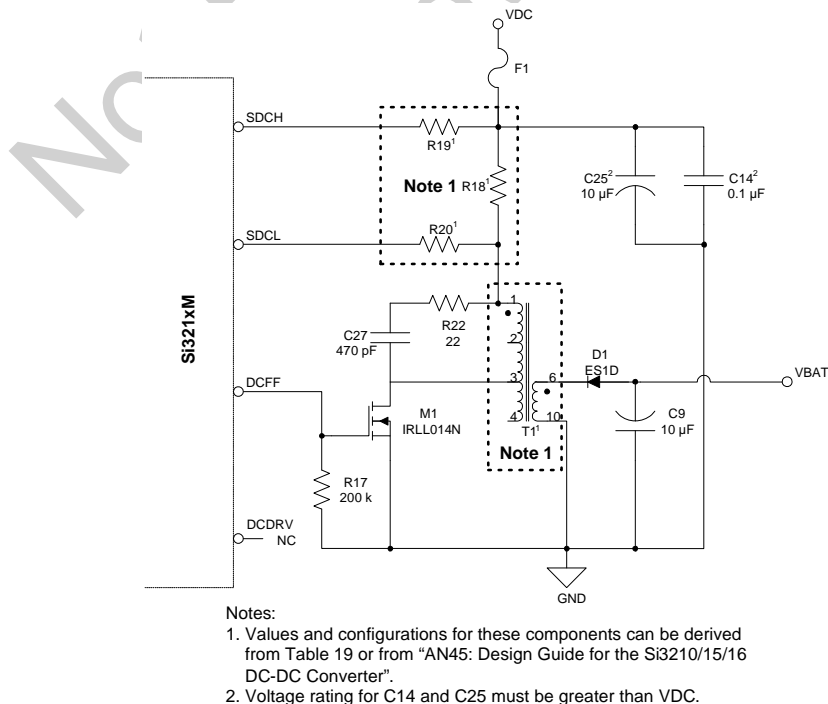 No
VDC
F1
SDCH
R19¹
Note 1
R18¹
C25²
10 µF
C14²
0.1 µF
SDCL
R20¹
Si321xM
1
R22
22
C27
470 pF
2
D1
ES1D
DCFF
3
6
VBAT
M1
IRLL014N
4
10
T1¹
C9
10 µF
Note 1
R17
200 k
DCDRV
NC
GND
Notes:
1. Values and configurations for these components can be derived
from Table 19 or from “AN45: Design Guide for the Si3210/15/16
DC-DC Converter”.
2. Voltage rating for C14 and C25 must be greater than VDC.